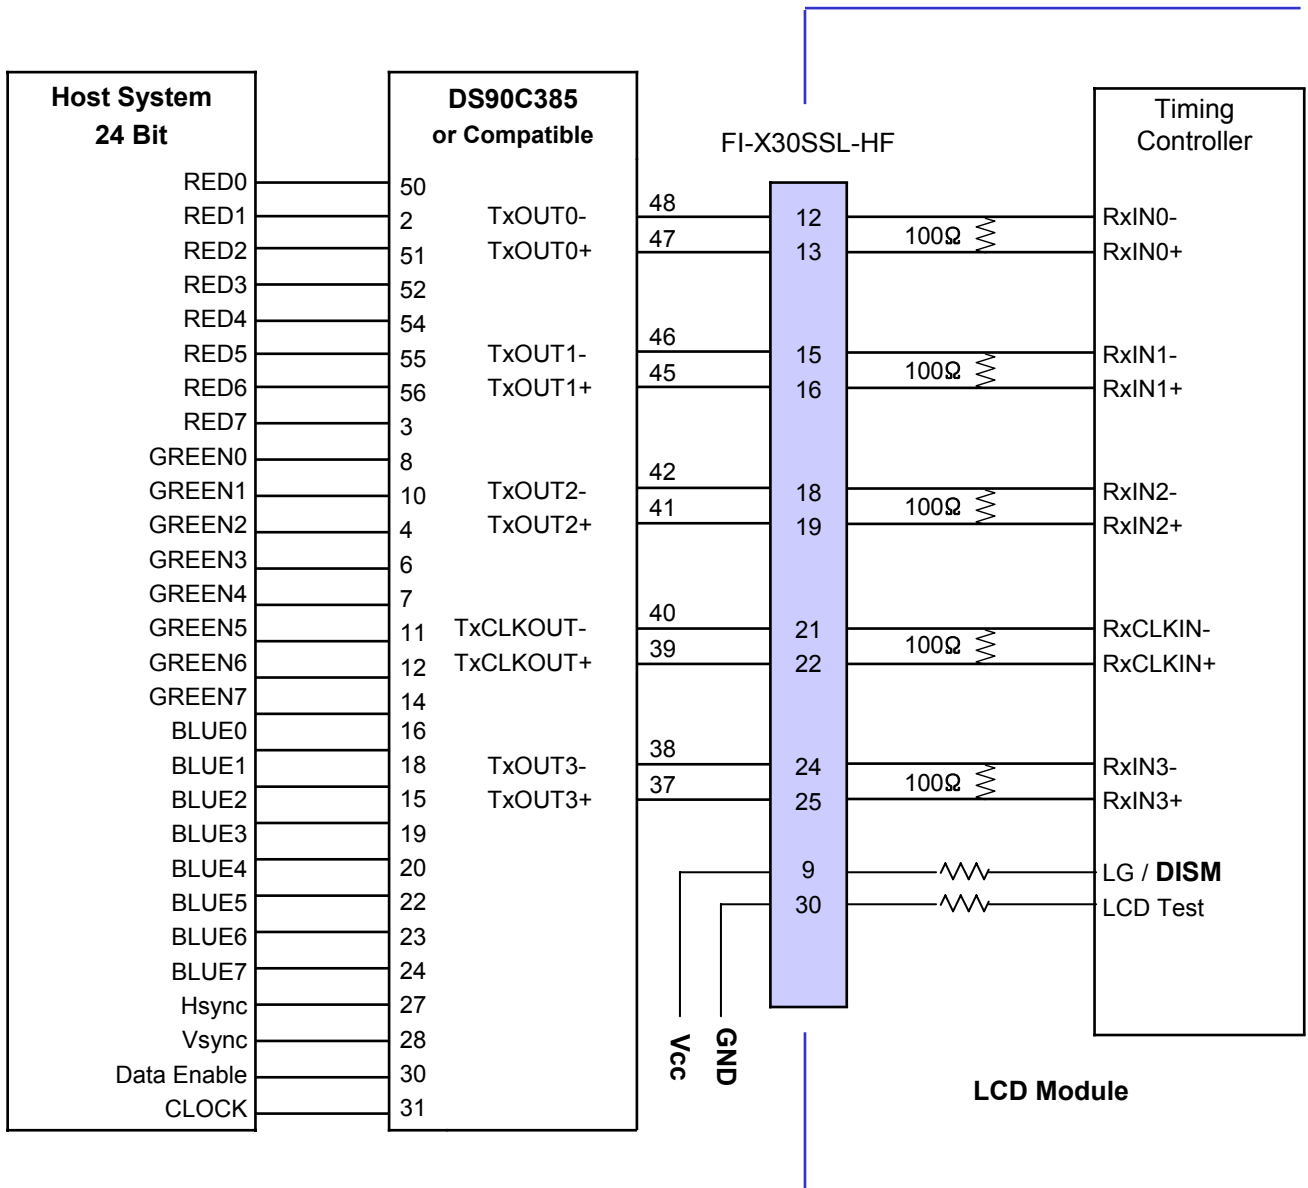 Host System
24 Bit
RED0
RED1
RED2
RED3
RED4
RED5
RED6
RED7
GREEN0
GREEN1
GREEN2
GREEN3
GREEN4
GREEN5
GREEN6
GREEN7
BLUE0
BLUE1
BLUE2
BLUE3
BLUE4
BLUE5
BLUE6
BLUE7
Hsync
Vsync
Data Enable
CLOCK
DS90C385
or Compatible
50
2
51
52
54
55
56
3
8
10
4
6
7
11
12
14
16
18
15
19
20
22
23
24
27
28
30
31
TxOUT0-
TxOUT0+
TxOUT1-
TxOUT1+
TxOUT2-
TxOUT2+
TxCLKOUT-
TxCLKOUT+
TxOUT3-
TxOUT3+
48
47
46
45
42
41
40
39
38
37
Vcc
GND
FI-X30SSL-HF
12
13
15
16
18
19
21
22
24
25
9
30
100Ω
100Ω
100Ω
100Ω
100Ω
Timing
Controller
RxIN0-
RxIN0+
RxIN1-
RxIN1+
RxIN2-
RxIN2+
RxCLKIN-
RxCLKIN+
RxIN3-
RxIN3+
LG / DISM
LCD Test
LCD Module